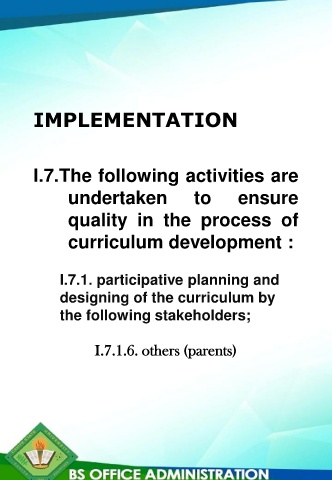 IMPLEMENTATION
I.7.The following activities are
undertaken to ensure
quality in the process of
curriculum development :
I.7.1. participative planning and
designing of the curriculum by
the following stakeholders;
I.7.1.6. others (parents)
BS OFFICE ADMINISTRATION